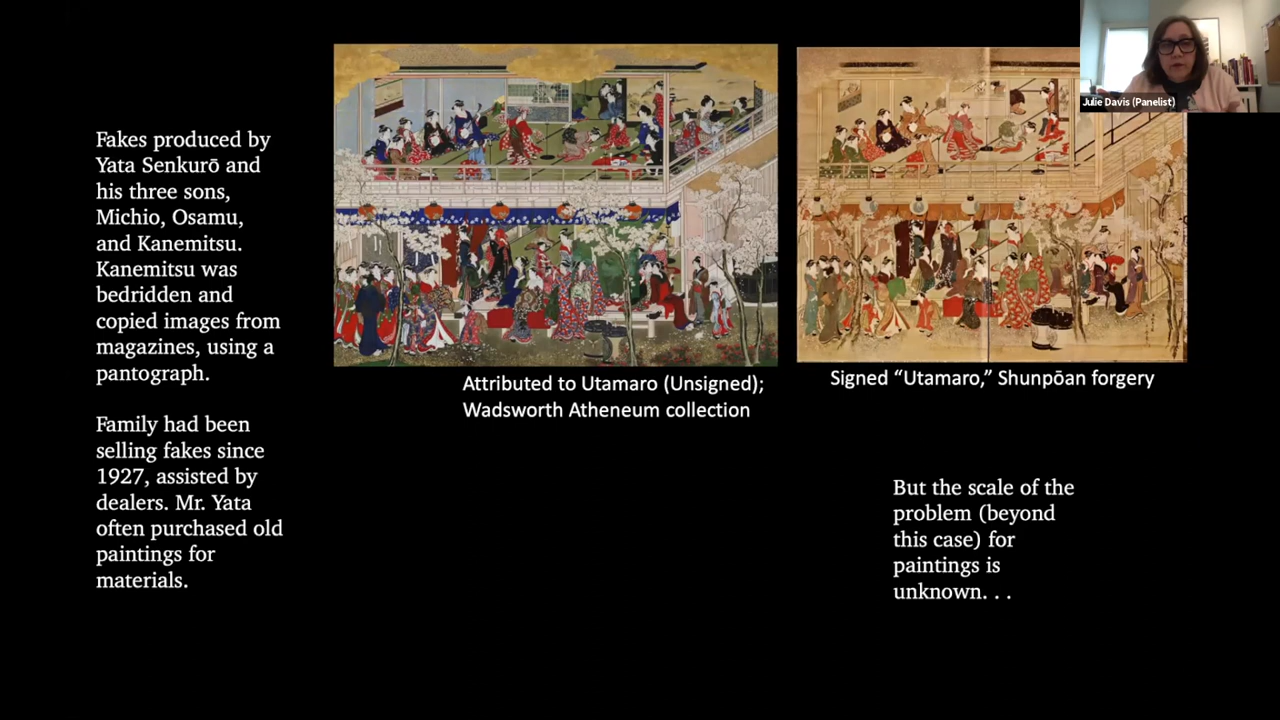 Fakes produced by
Yata Senkurō and
his three sons,
Michio, Osamu,
and Kanemitsu.
Kanemitsu was
bedridden and
copied images from
magazines, using a
pantograph.
Family had been
selling fakes since
1927, assisted by
dealers. Mr. Yata
often purchased old
paintings for
materials.
Attributed to Utamaro (Unsigned);
Wadsworth Atheneum collection
Signed “Utamaro,” Shunpōan forgery
But the scale of the
problem (beyond
this case) for
paintings is
unknown. . .
Julie Davis (Panelist)